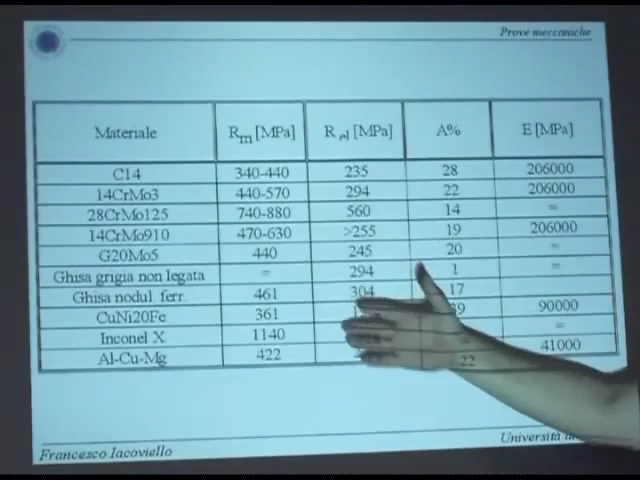 Prove meccaniche
Materiale Rm [MPa] R el [MPa] A% E [MPa]
C14 340-440 235 28 206000
14CrMo3 440-570 294 22 206000
28CrMo125 740-880 560 14 =
14CrMo910 470-630 >255 19 206000
G20Mo5 440 245 20 =
Ghisa grigia non legata = 294 1 =
Ghisa nodul. ferr. 461 304 17
CuNi20Fe 361 90000
Inconel X 1140 =
Al-Cu-Mg 422 22 41000
Francesco Iacoviello Università